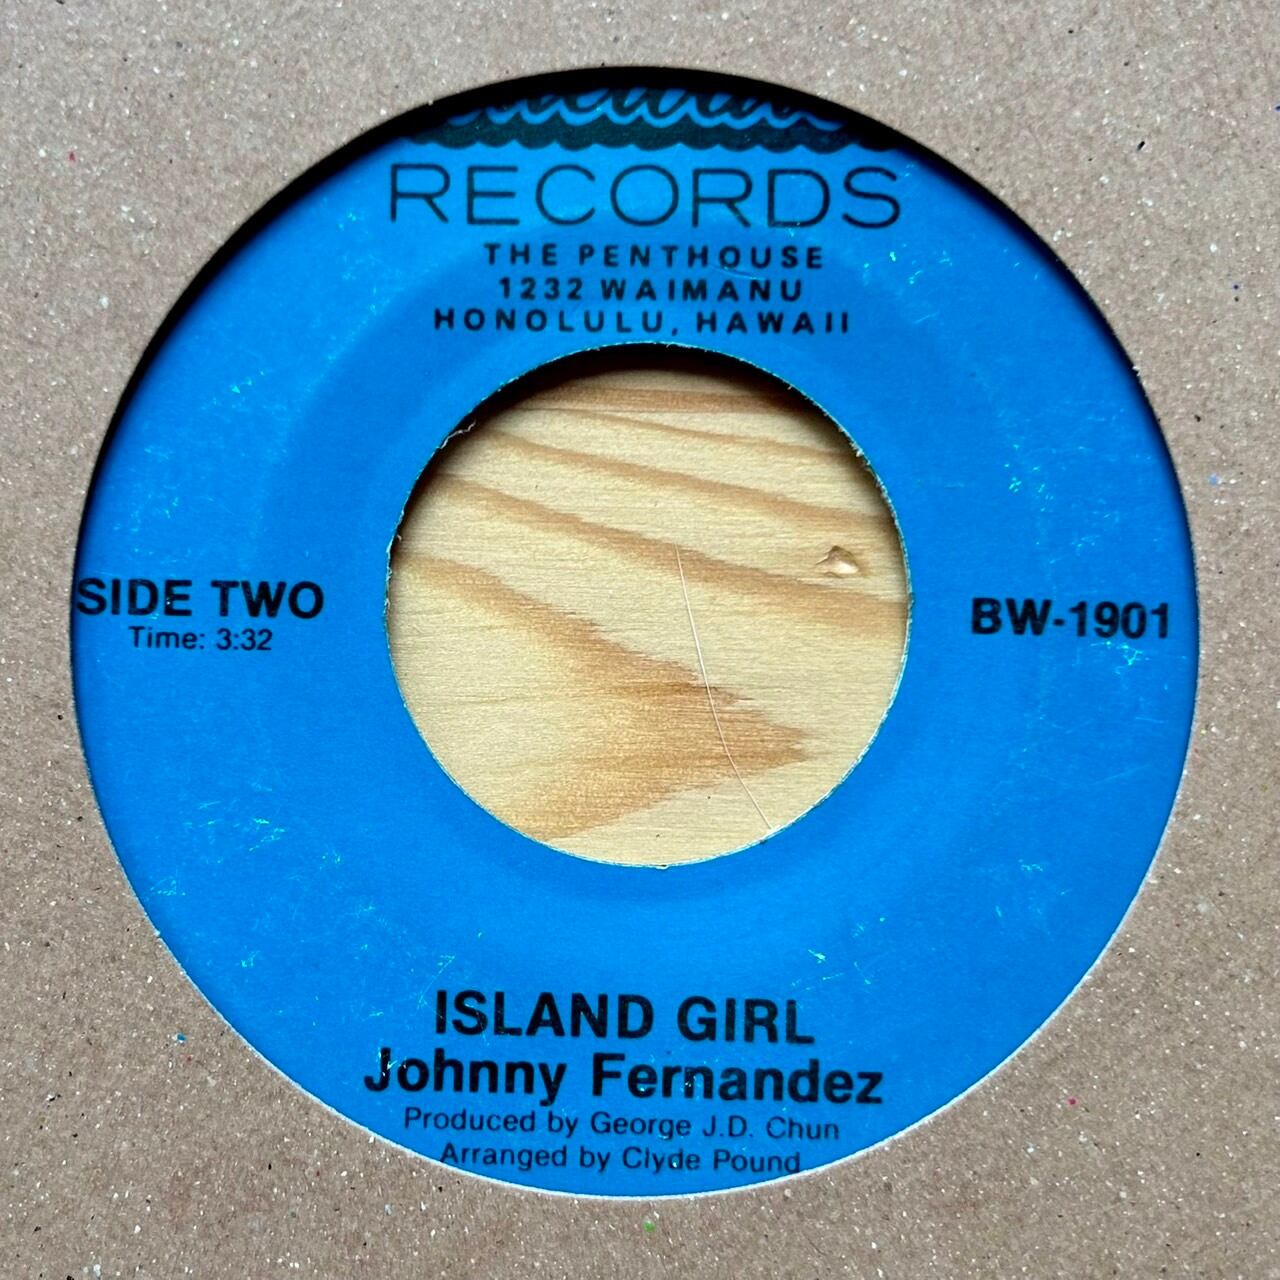 RECORDS
THE PENTHOUSE
1232 WAIMANU
HONOLULU, HAWAII
SIDE TWO
Time: 3:32
BW-1901
ISLAND GIRL
Johnny Fernandez
Produced by George J.D. Chun
Arranged by Clyde Pound